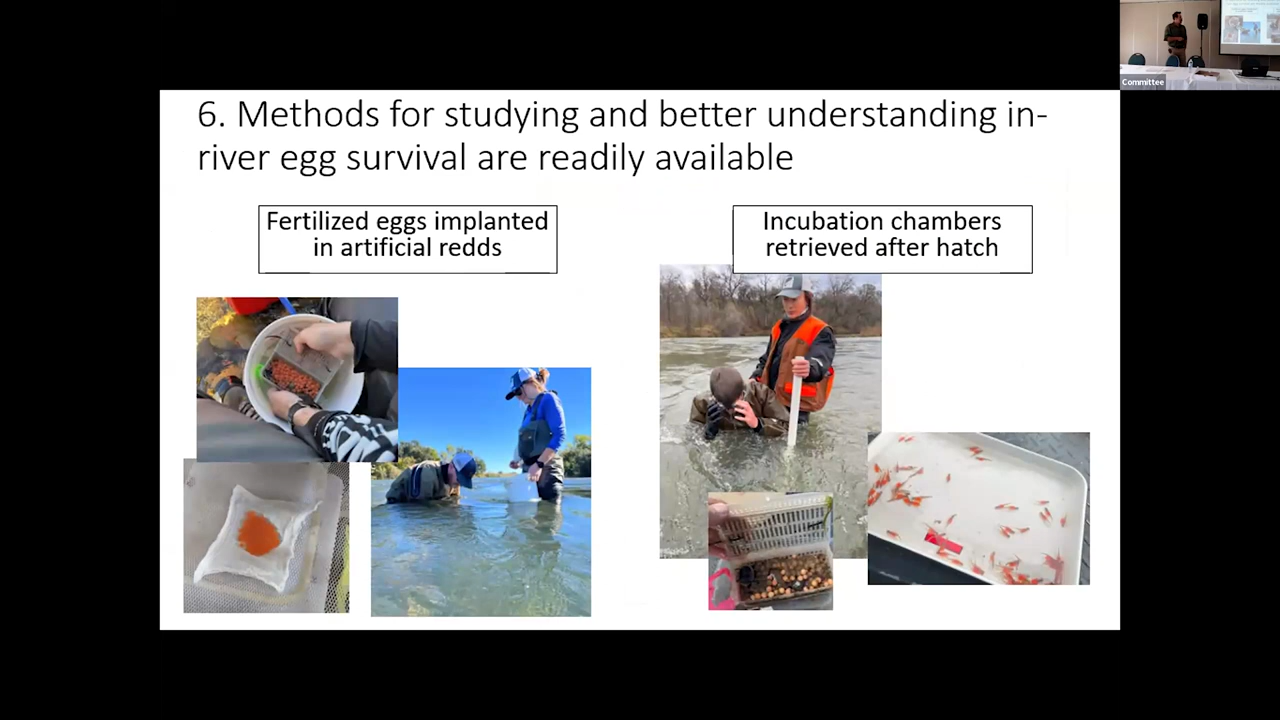 Committee
6. Methods for studying and better understanding in-
river egg survival are readily available
Fertilized eggs implanted
in artificial redds
Incubation chambers
retrieved after hatch